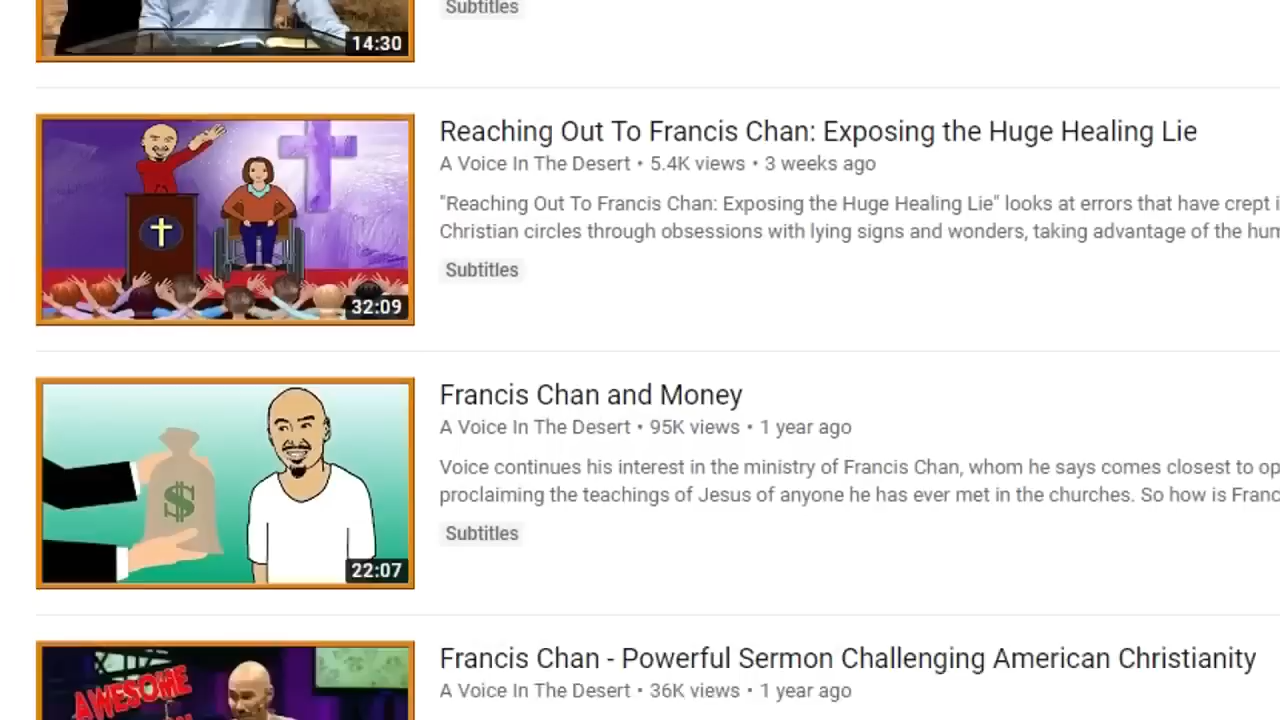 Subtitles
14:30
Reaching Out To Francis Chan: Exposing the Huge Healing Lie
A Voice In The Desert • 5.4K views • 3 weeks ago
"Reaching Out To Francis Chan: Exposing the Huge Healing Lie" looks at errors that have crept i
Christian circles through obsessions with lying signs and wonders, taking advantage of the hum
Subtitles
32:09
Francis Chan and Money
A Voice In The Desert • 95K views • 1 year ago
Voice continues his interest in the ministry of Francis Chan, whom he says comes closest to op
proclaiming the teachings of Jesus of anyone he has ever met in the churches. So how is Franc
$
Subtitles
22:07
Francis Chan - Powerful Sermon Challenging American Christianity
A Voice In The Desert • 36K views • 1 year ago
AWESOME